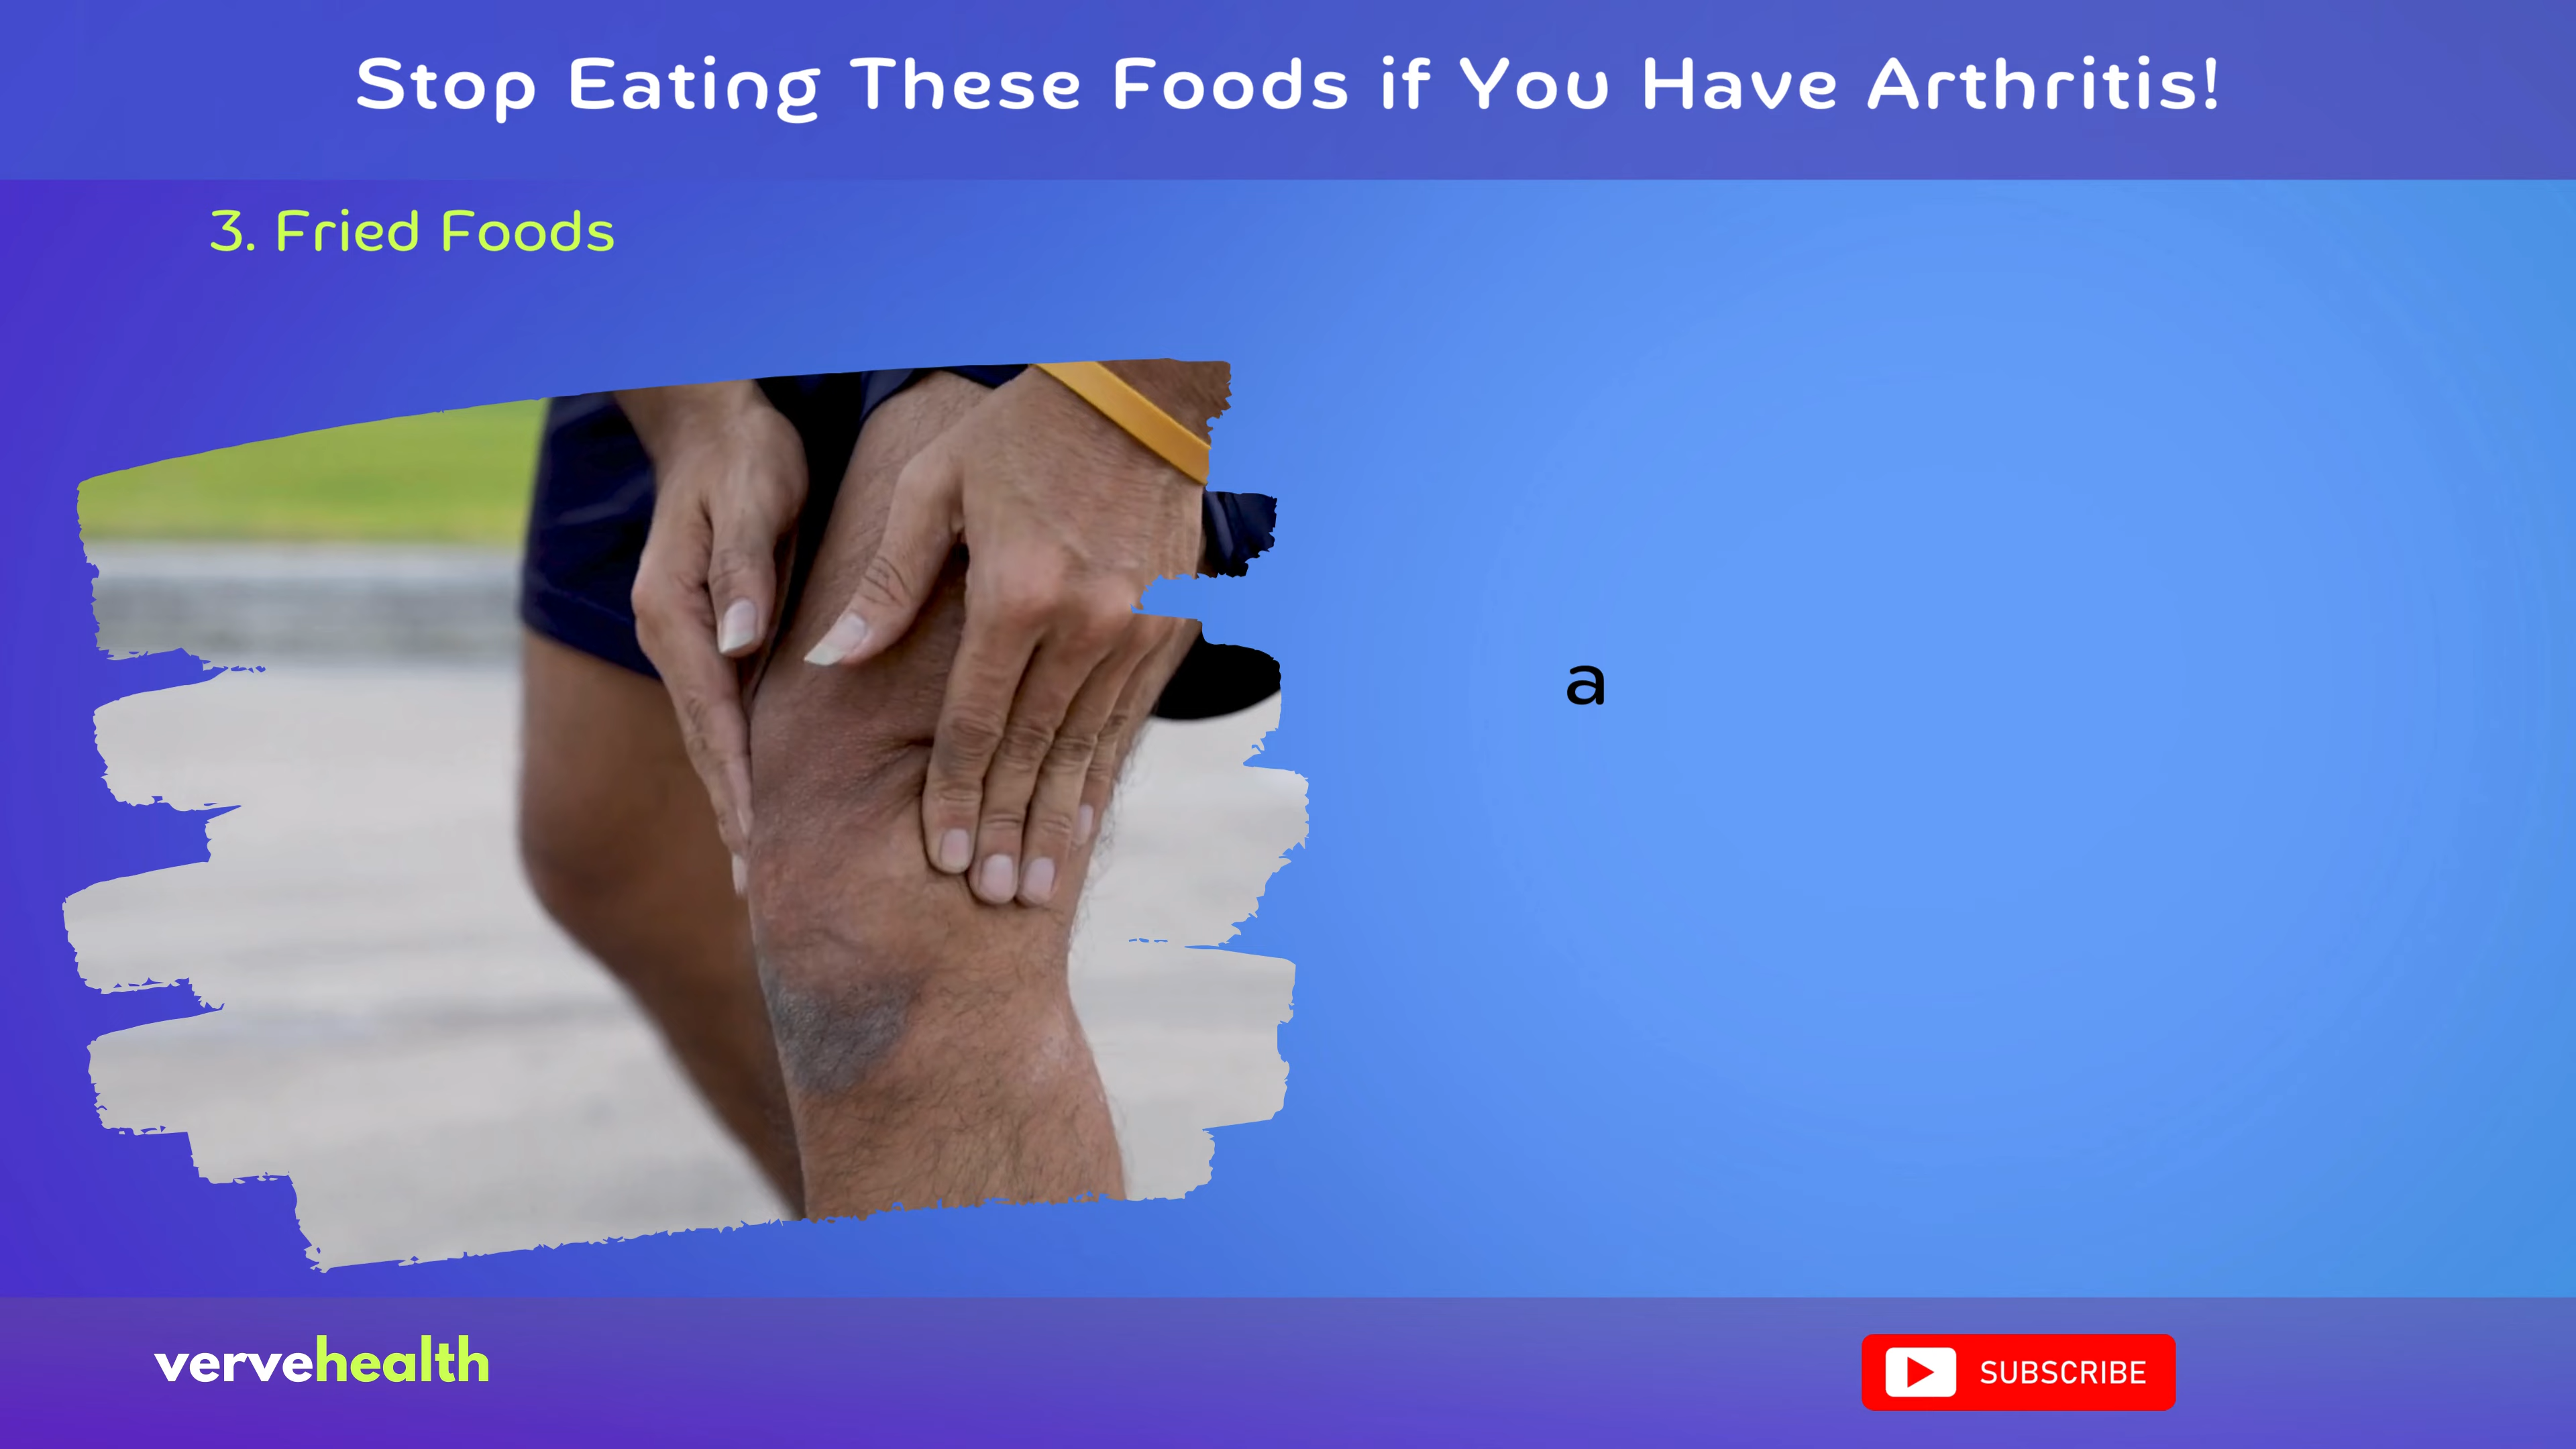 Stop Eating These Foods if You Have Arthritis!
3. Fried Foods
a
vervehealth
SUBSCRIBE